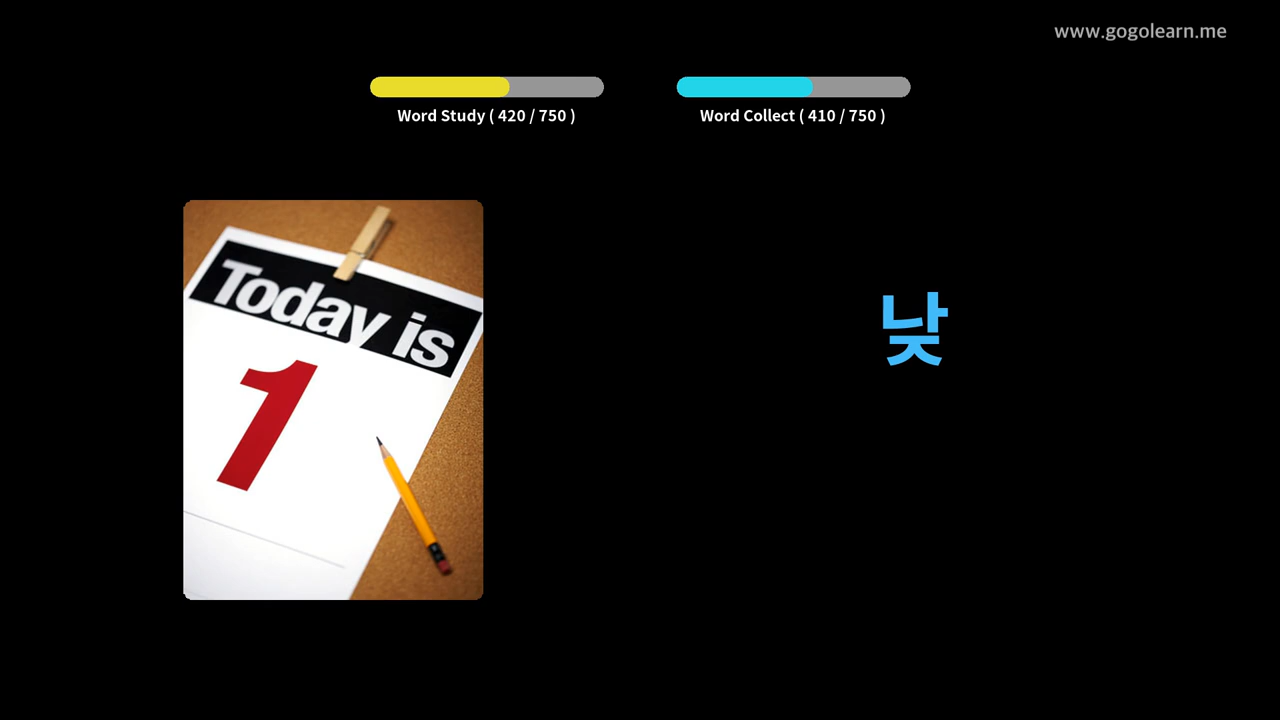 www.gogolearn.me
Word Study ( 420 / 750 )
Word Collect ( 410 / 750 )
Today is
1
낮